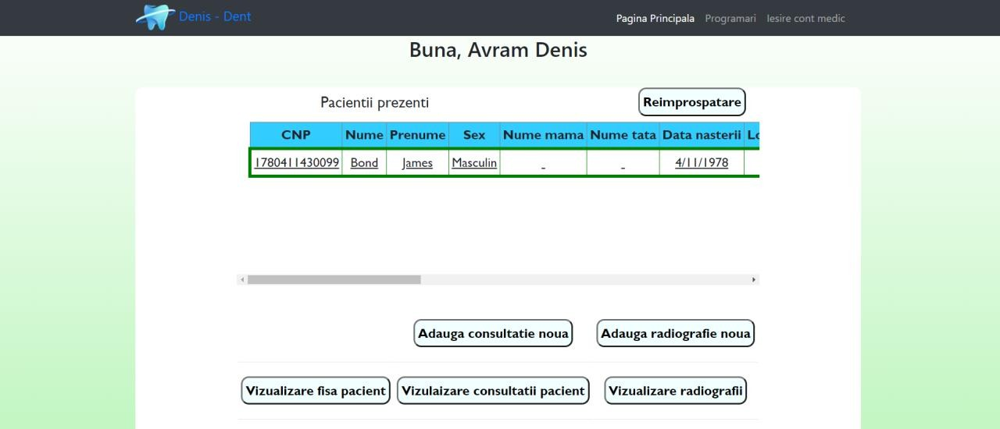 Denis - Dent
Pagina Principala Programari Iesire cont medic
Buna, Avram Denis
Pacientii prezenti
Reimprospatare
CNP Nume Prenume Sex Nume mama Nume tata Data nasterii
1780411430099 Bond James Masculin - - 4/11/1978
Adauga consultatie noua Adauga radiografie noua
Vizualizare fisa pacient Vizulaizare consultatii pacient Vizualizare radiografii